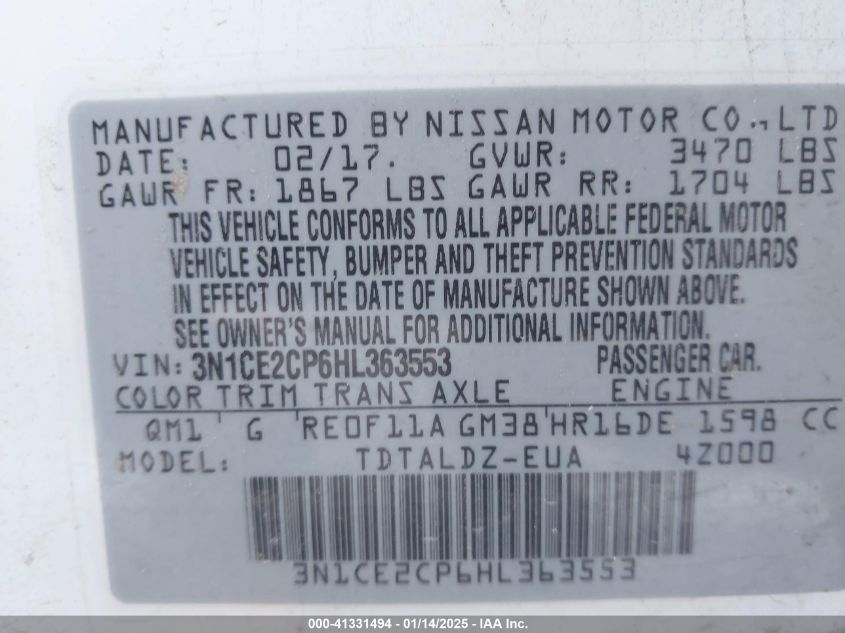 MANUFACTURED BY NISSAN MOTOR CO., LTD
DATE: 02/17. GVWR: 3470 LBS
GAWR FR: 1867 LBS GAWR RR: 1704 LBS
THIS VEHICLE CONFORMS TO ALL APPLICABLE FEDERAL MOTOR
VEHICLE SAFETY, BUMPER AND THEFT PREVENTION STANDARDS
IN EFFECT ON THE DATE OF MANUFACTURE SHOWN ABOVE.
SEE OWNER'S MANUAL FOR ADDITIONAL INFORMATION.
VIN: 3N1CE2CP6HL363553 PASSENGER CAR.
COLOR TRIM TRANS AXLE ENGINE
QM1 G RE0F11A GM38 HR16DE 1598 CC
MODEL: TDTALDZ-EUA 4Z000
3N1CE2CP6HL363553
000-41331494 - 01/14/2025 - IAA Inc.